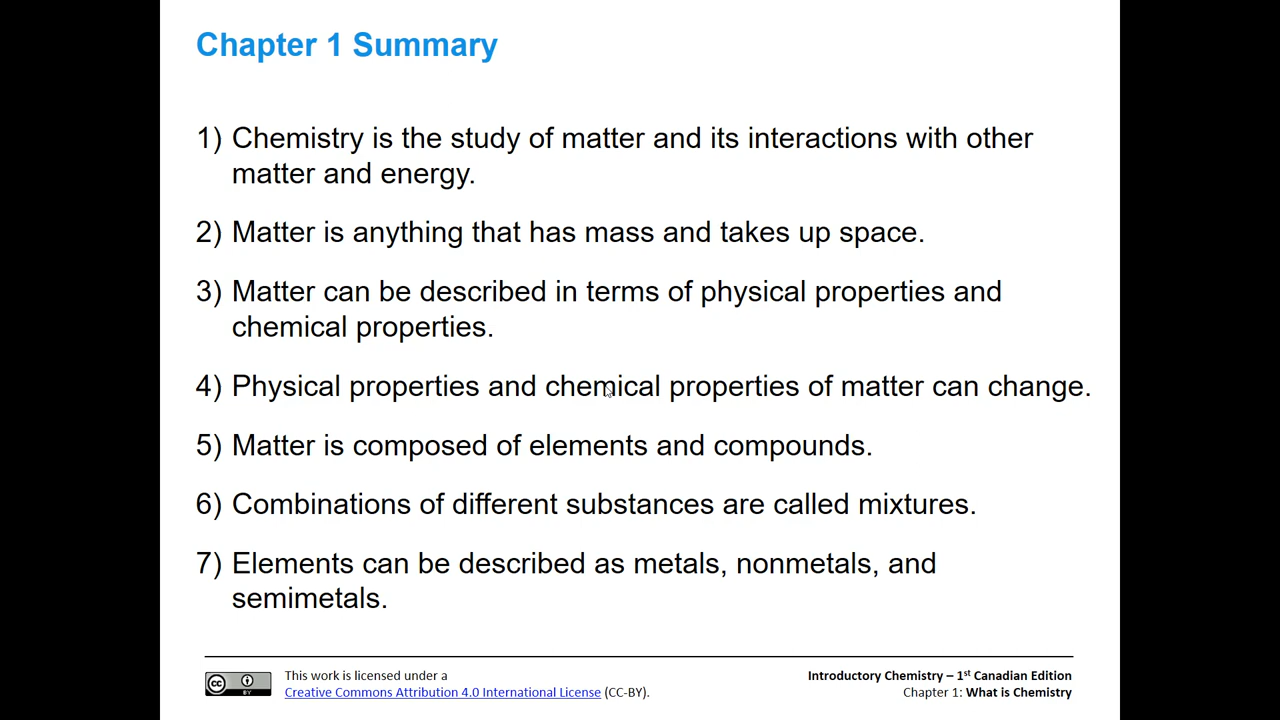 Chapter 1 Summary
1) Chemistry is the study of matter and its interactions with other
matter and energy.
2) Matter is anything that has mass and takes up space.
3) Matter can be described in terms of physical properties and
chemical properties.
4) Physical properties and chemical properties of matter can change.
5) Matter is composed of elements and compounds.
6) Combinations of different substances are called mixtures.
7) Elements can be described as metals, nonmetals, and
semimetals.
cc BY
This work is licensed under a
Creative Commons Attribution 4.0 International License (CC-BY).
Introductory Chemistry – 1st Canadian Edition
Chapter 1: What is Chemistry